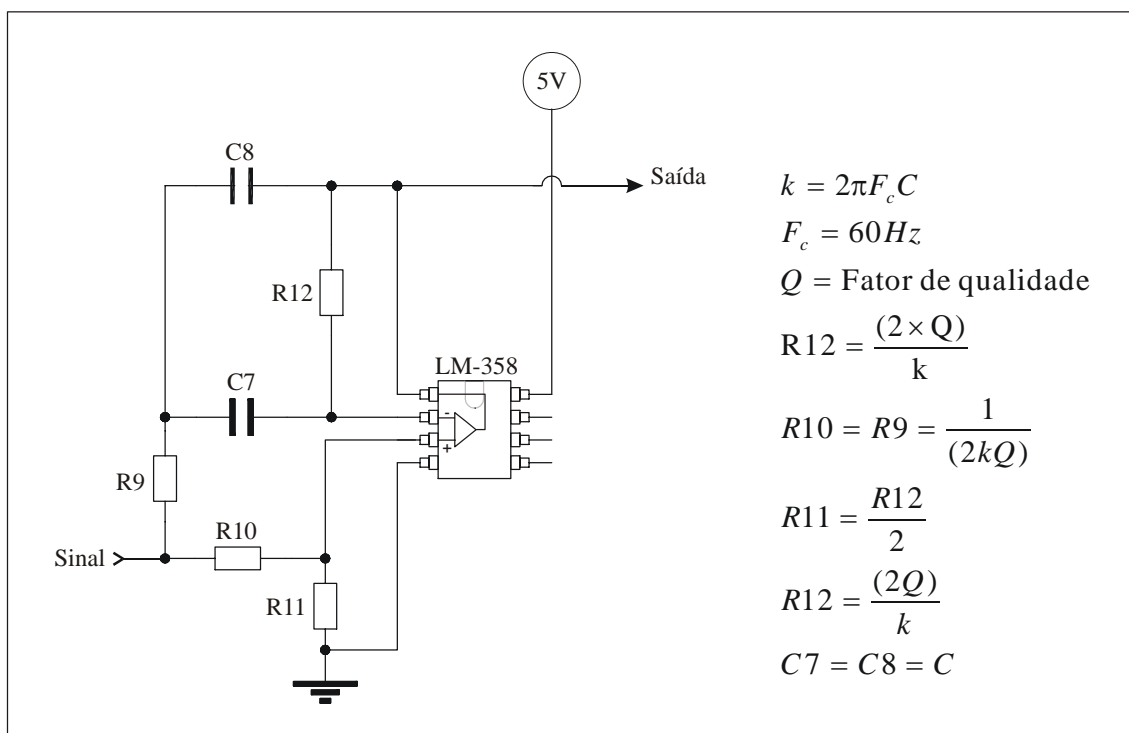 5V
C8
Saída
R12
LM-358
C7
-
+
R9
R10
Sinal
R11
k = 2πF_c C
F_c = 60Hz
Q = Fator de qualidade
R12 = (2 × Q) / k
R10 = R9 = 1 / (2kQ)
R11 = R12 / 2
R12 = (2Q) / k
C7 = C8 = C